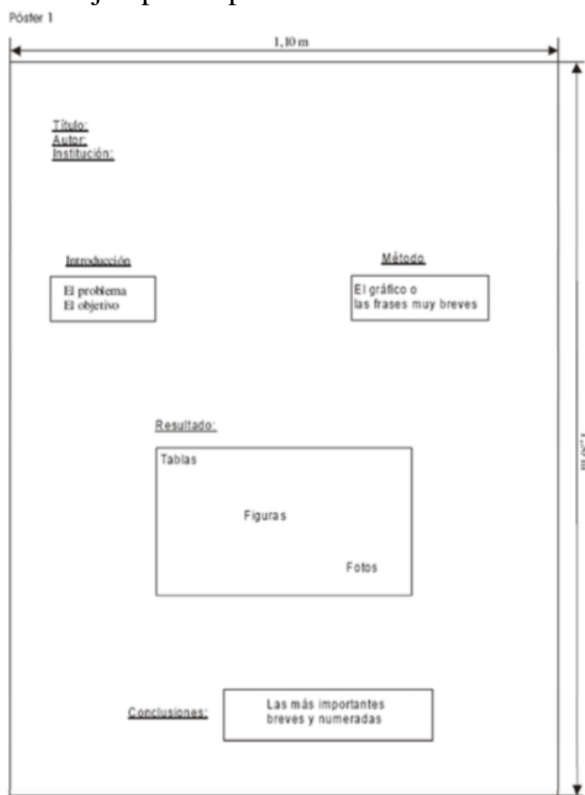 Póster 1
1,10 m
Título:
Autor:
Institución:
Introducción
El problema
El objetivo
Método
El gráfico o
las frases muy breves
Resultado:
Tablas
Figuras
Fotos
Conclusiones:
Las más importantes
breves y numeradas